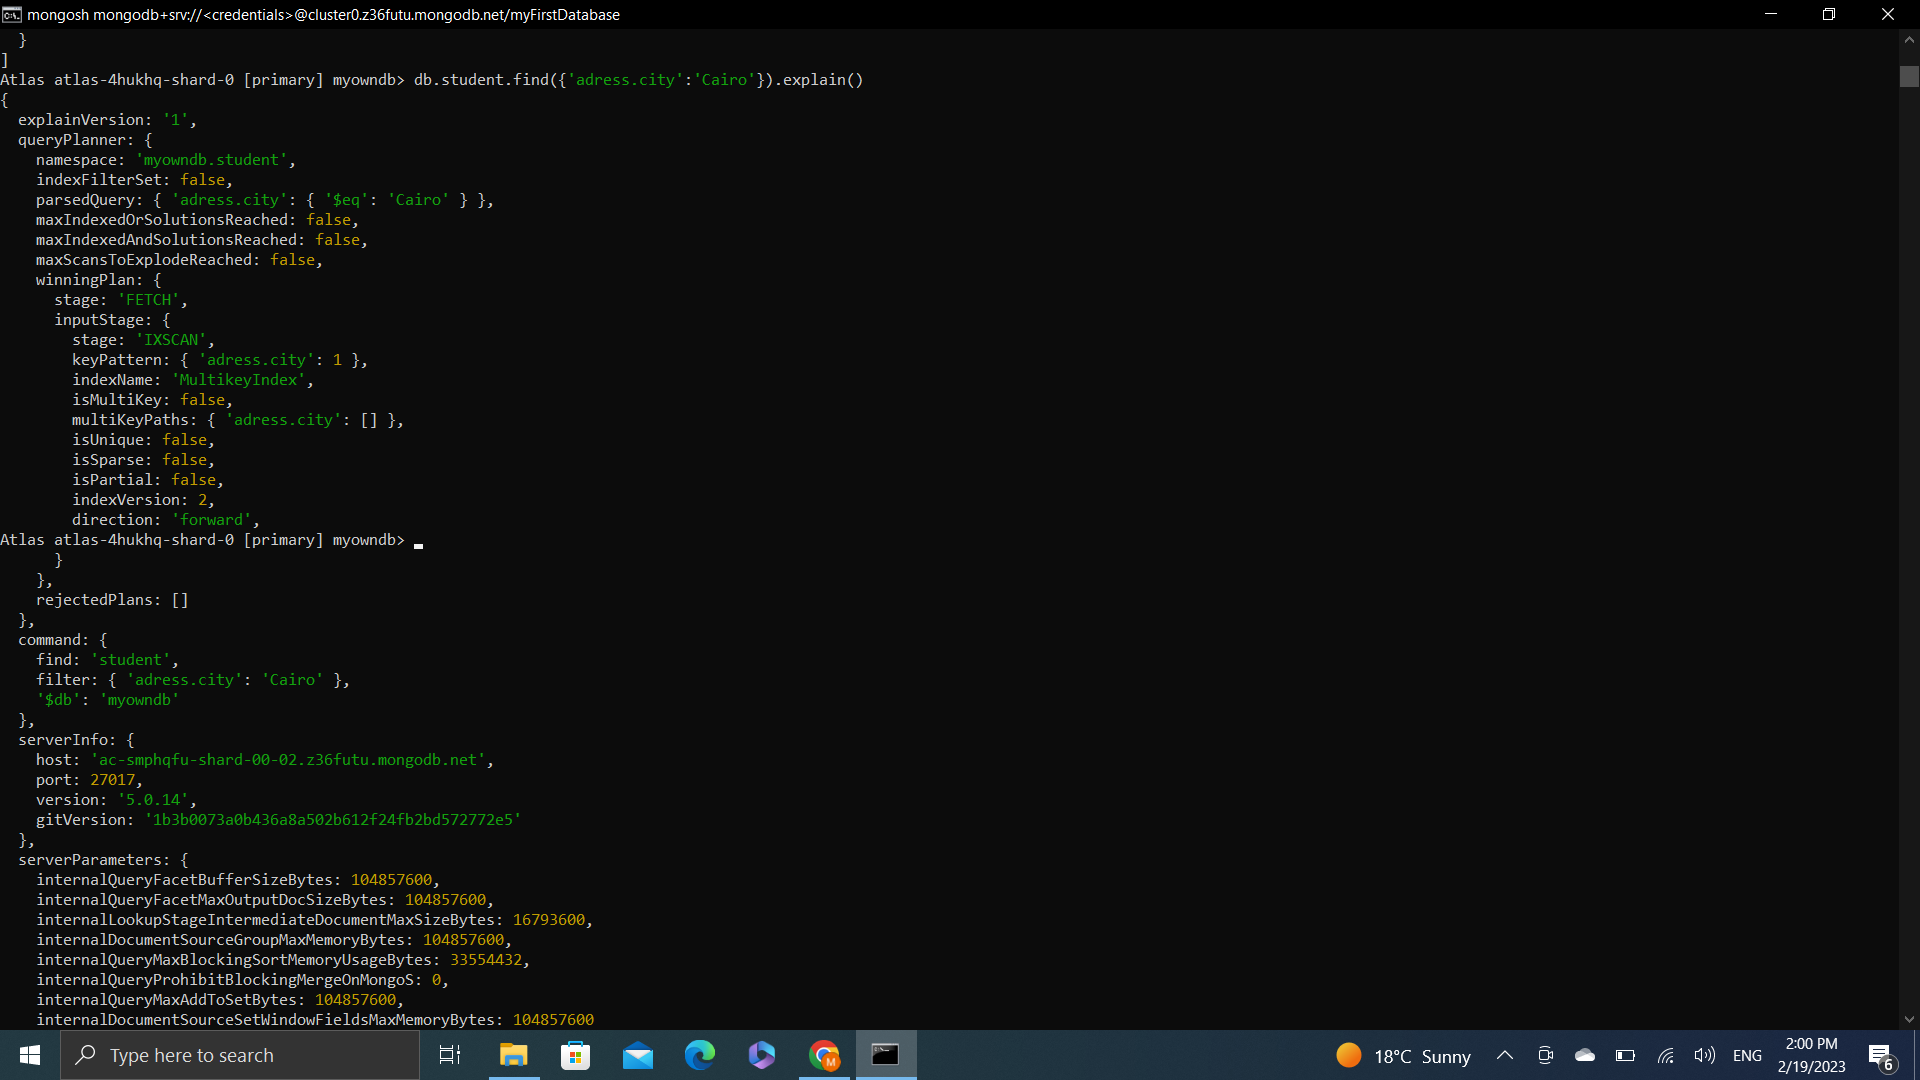 mongosh mongodb+srv://<credentials>@cluster0.z36futu.mongodb.net/myFirstDatabase
  }
]
Atlas atlas-4hukhq-shard-0 [primary] myowndb> db.student.find({'adress.city':'Cairo'}).explain()
{
  explainVersion: '1',
  queryPlanner: {
    namespace: 'myowndb.student',
    indexFilterSet: false,
    parsedQuery: { 'adress.city': { '$eq': 'Cairo' } },
    maxIndexedOrSolutionsReached: false,
    maxIndexedAndSolutionsReached: false,
    maxScansToExplodeReached: false,
    winningPlan: {
      stage: 'FETCH',
      inputStage: {
        stage: 'IXSCAN',
        keyPattern: { 'adress.city': 1 },
        indexName: 'MultikeyIndex',
        isMultiKey: false,
        multiKeyPaths: { 'adress.city': [] },
        isUnique: false,
        isSparse: false,
        isPartial: false,
        indexVersion: 2,
        direction: 'forward',
Atlas atlas-4hukhq-shard-0 [primary] myowndb>
      }
    },
    rejectedPlans: []
  },
  command: {
    find: 'student',
    filter: { 'adress.city': 'Cairo' },
    '$db': 'myowndb'
  },
  serverInfo: {
    host: 'ac-smphqfu-shard-00-02.z36futu.mongodb.net',
    port: 27017,
    version: '5.0.14',
    gitVersion: '1b3b0073a0b436a8a502b612f24fb2bd572772e5'
  },
  serverParameters: {
    internalQueryFacetBufferSizeBytes: 104857600,
    internalQueryFacetMaxOutputDocSizeBytes: 104857600,
    internalLookupStageIntermediateDocumentMaxSizeBytes: 16793600,
    internalDocumentSourceGroupMaxMemoryBytes: 104857600,
    internalQueryMaxBlockingSortMemoryUsageBytes: 33554432,
    internalQueryProhibitBlockingMergeOnMongoS: 0,
    internalQueryMaxAddToSetBytes: 104857600,
    internalDocumentSourceSetWindowFieldsMaxMemoryBytes: 104857600
Type here to search
M
18°C Sunny
ENG
2:00 PM
2/19/2023
6